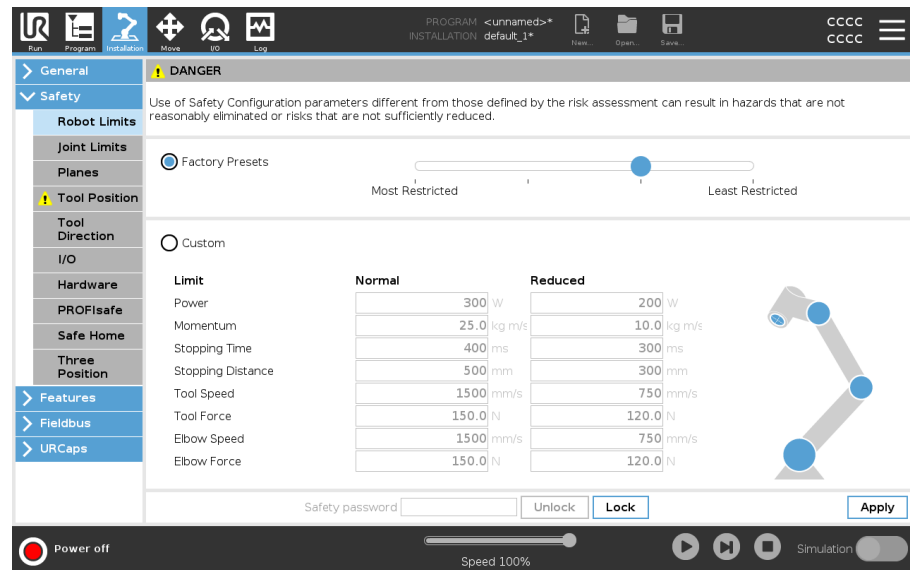 PROGRAM <unnamed>*
INSTALLATION default_1*
CCCC
CCCC
Run
Program
Installation
Move
I/O
Log
New...
Open...
Save...
General
Safety
Robot Limits
Joint Limits
Planes
Tool Position
Tool
Direction
I/O
Hardware
PROFIsafe
Safe Home
Three
Position
Features
Fieldbus
URCaps
DANGER
Use of Safety Configuration parameters different from those defined by the risk assessment can result in hazards that are not
reasonably eliminated or risks that are not sufficiently reduced.
Factory Presets
Most Restricted
Least Restricted
Custom
Limit Normal Reduced
Power 300 W 200 W
Momentum 25.0 kg m/s 10.0 kg m/s
Stopping Time 400 ms 300 ms
Stopping Distance 500 mm 300 mm
Tool Speed 1500 mm/s 750 mm/s
Tool Force 150.0 N 120.0 N
Elbow Speed 1500 mm/s 750 mm/s
Elbow Force 150.0 N 120.0 N
Safety password Unlock Lock Apply
Power off
Speed 100%
Simulation